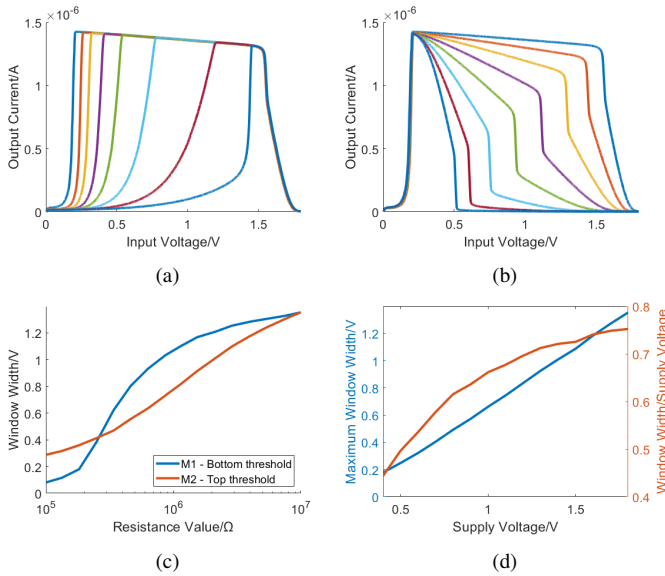 ×10⁻⁶
1.5
1
0.5
0
Output Current/A
0 0.5 1 1.5
Input Voltage/V
(a)
×10⁻⁶
1.5
1
0.5
0
Output Current/A
0 0.5 1 1.5
Input Voltage/V
(b)
1.2
1
0.8
0.6
0.4
0.2
0
Window Width/V
M1 - Bottom threshold
M2 - Top threshold
10⁵ 10⁶ 10⁷
Resistance Value/Ω
(c)
1.2
1
0.8
0.6
0.4
0.2
0
Maximum Window Width/V
0.8
0.7
0.6
0.5
0.4
Window Width/Supply Voltage
0.5 1 1.5
Supply Voltage/V
(d)